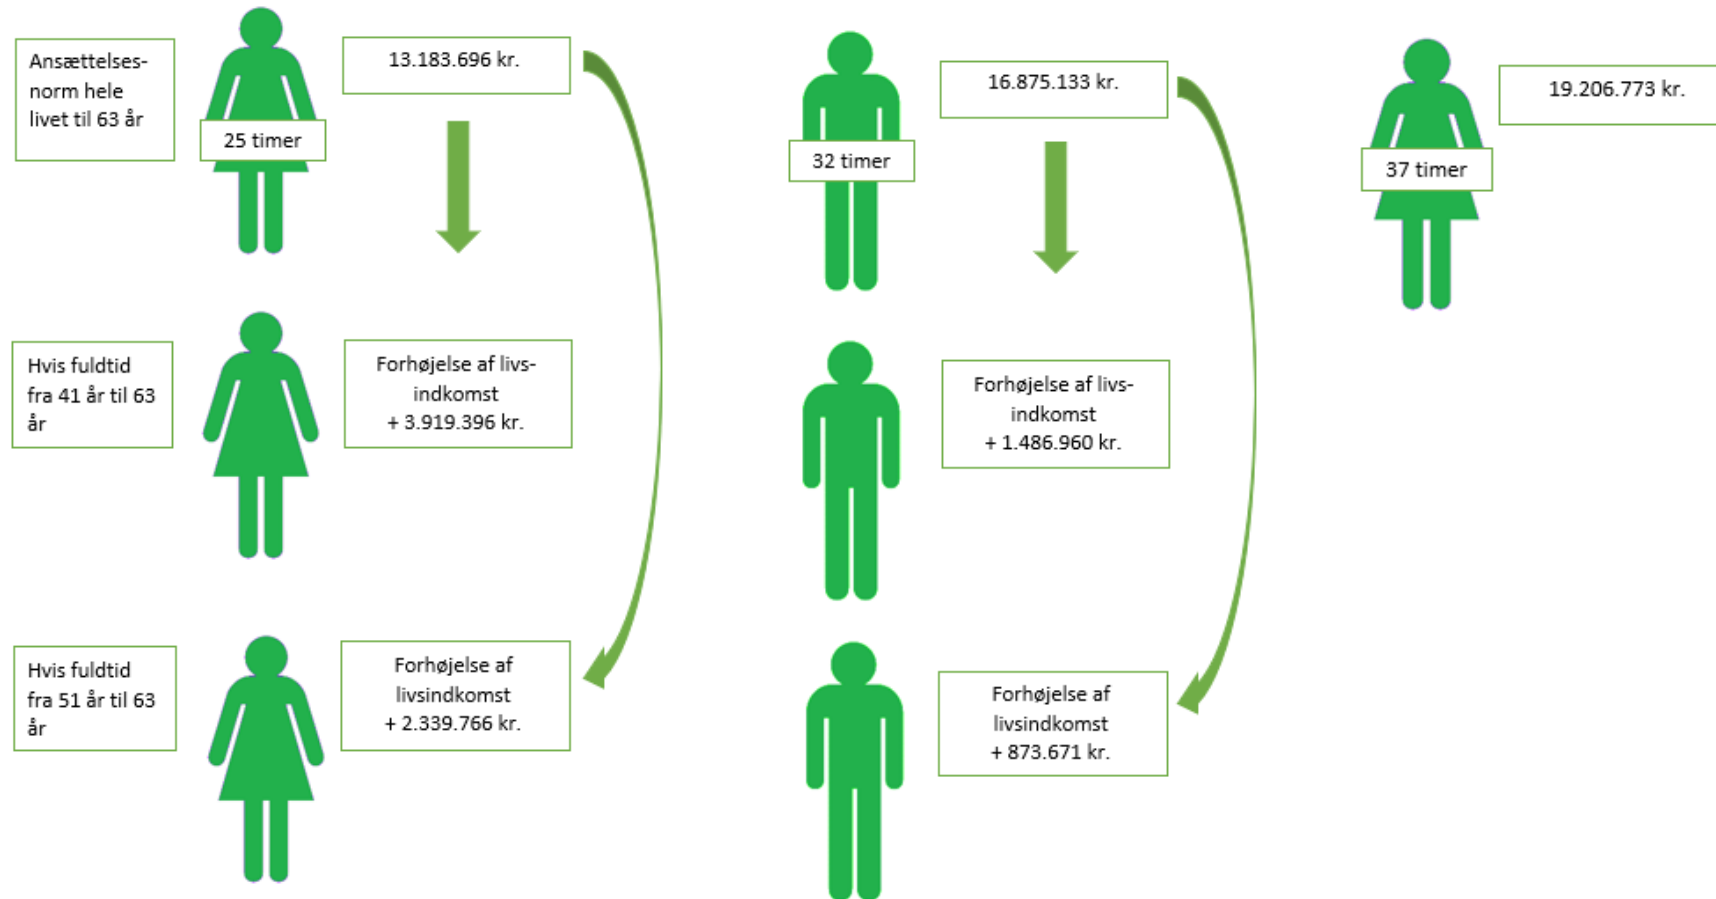 Ansættelses-
norm hele
livet til 63 år
25 timer
13.183.696 kr.
32 timer
16.875.133 kr.
37 timer
19.206.773 kr.
Hvis fuldtid
fra 41 år til 63
år
Forhøjelse af livs-
indkomst
+ 3.919.396 kr.
Forhøjelse af livs-
indkomst
+ 1.486.960 kr.
Hvis fuldtid
fra 51 år til 63
år
Forhøjelse af
livsindkomst
+ 2.339.766 kr.
Forhøjelse af
livsindkomst
+ 873.671 kr.